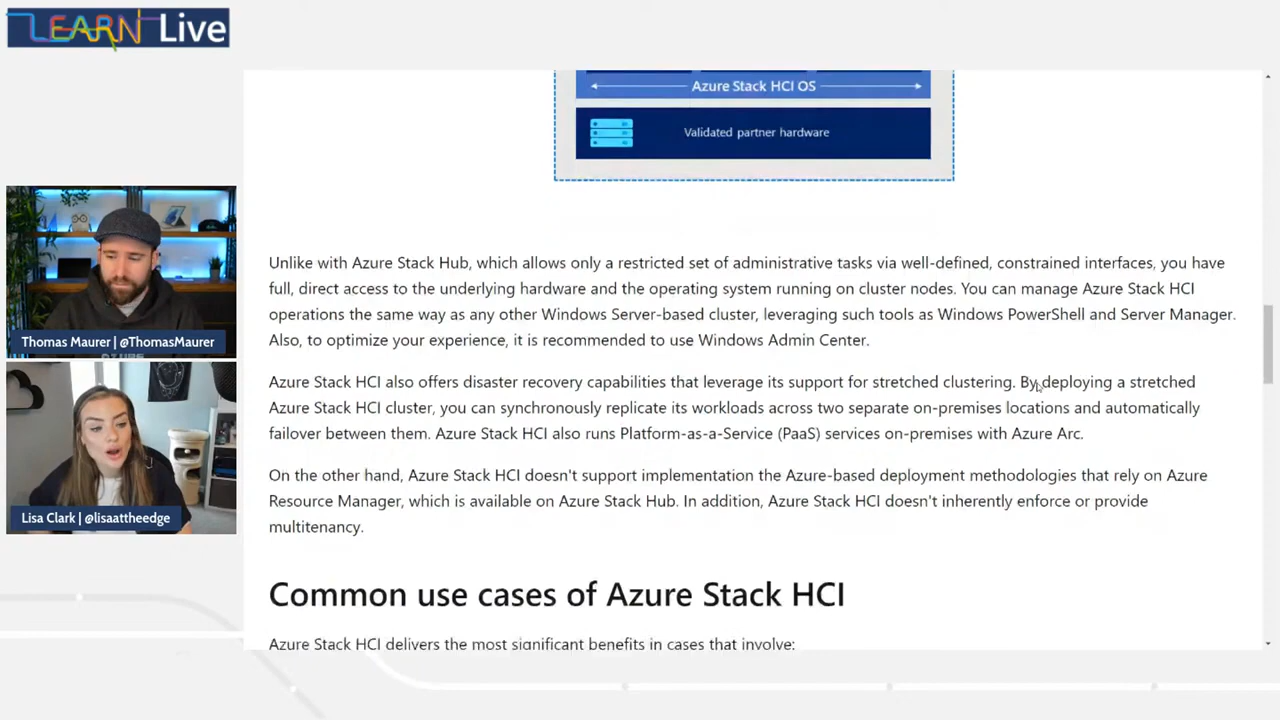 LEARN Live
Azure Stack HCI OS
Validated partner hardware
Unlike with Azure Stack Hub, which allows only a restricted set of administrative tasks via well-defined, constrained interfaces, you have
full, direct access to the underlying hardware and the operating system running on cluster nodes. You can manage Azure Stack HCI
operations the same way as any other Windows Server-based cluster, leveraging such tools as Windows PowerShell and Server Manager.
Also, to optimize your experience, it is recommended to use Windows Admin Center.
Azure Stack HCI also offers disaster recovery capabilities that leverage its support for stretched clustering. By deploying a stretched
Azure Stack HCI cluster, you can synchronously replicate its workloads across two separate on-premises locations and automatically
failover between them. Azure Stack HCI also runs Platform-as-a-Service (PaaS) services on-premises with Azure Arc.
On the other hand, Azure Stack HCI doesn't support implementation the Azure-based deployment methodologies that rely on Azure
Resource Manager, which is available on Azure Stack Hub. In addition, Azure Stack HCI doesn't inherently enforce or provide
multitenancy.
Common use cases of Azure Stack HCI
Azure Stack HCI delivers the most significant benefits in cases that involve:
Thomas Maurer | @ThomasMaurer
Lisa Clark | @lisaattheedge